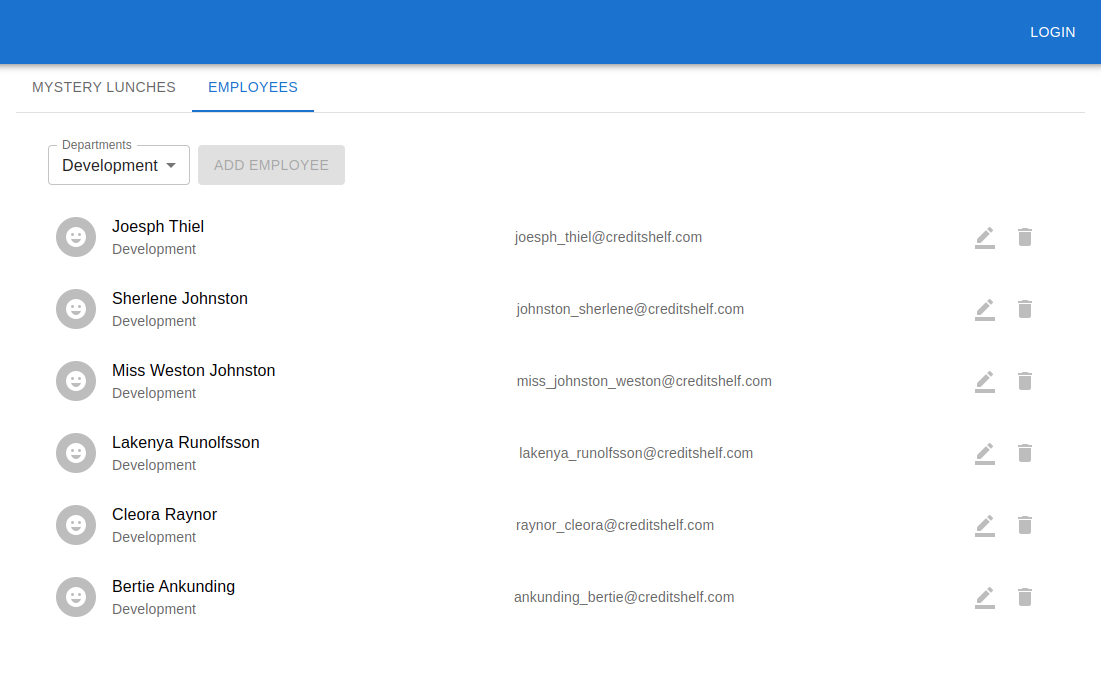 LOGIN
MYSTERY LUNCHES EMPLOYEES
Departments
Development ADD EMPLOYEE
Joesph Thiel
Development
joesph_thiel@creditshelf.com
Sherlene Johnston
Development
johnston_sherlene@creditshelf.com
Miss Weston Johnston
Development
miss_johnston_weston@creditshelf.com
Lakenya Runolfsson
Development
lakenya_runolfsson@creditshelf.com
Cleora Raynor
Development
raynor_cleora@creditshelf.com
Bertie Ankunding
Development
ankunding_bertie@creditshelf.com